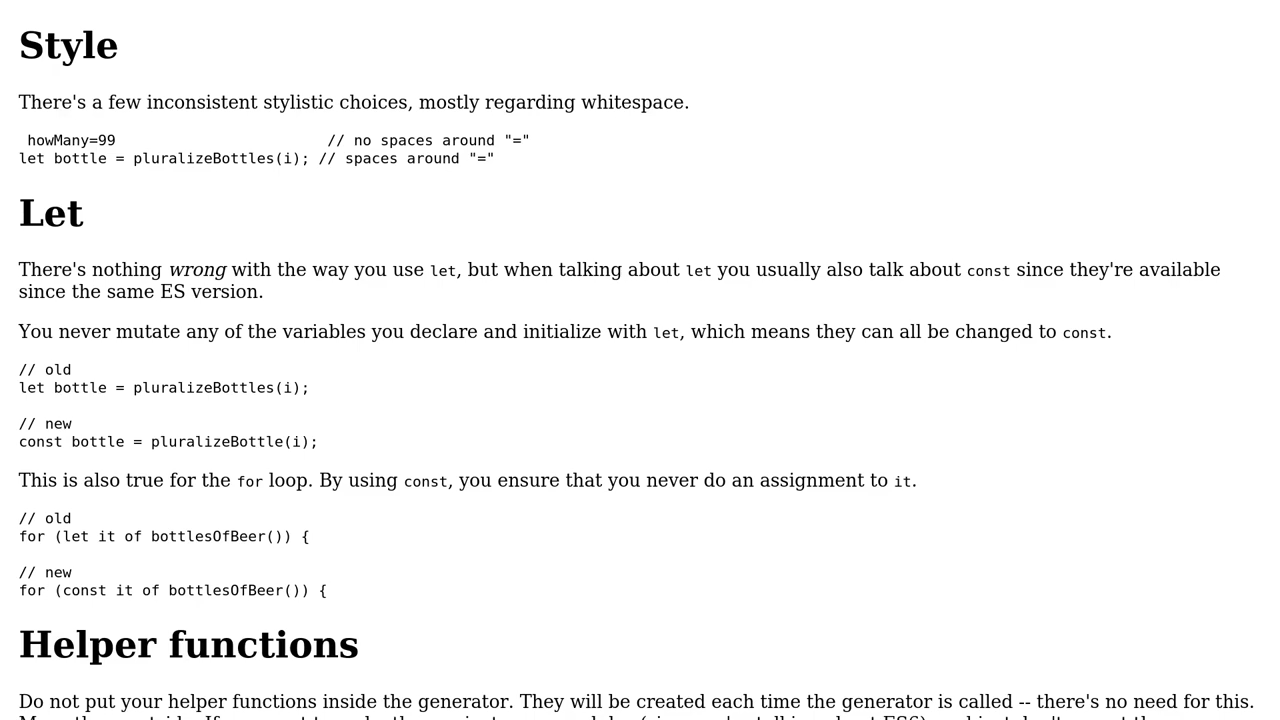 Style
There's a few inconsistent stylistic choices, mostly regarding whitespace.
howMany=99                        // no spaces around "="
let bottle = pluralizeBottles(i); // spaces around "="
Let
There's nothing wrong with the way you use let, but when talking about let you usually also talk about const since they're available
since the same ES version.
You never mutate any of the variables you declare and initialize with let, which means they can all be changed to const.
// old
let bottle = pluralizeBottles(i);
// new
const bottle = pluralizeBottle(i);
This is also true for the for loop. By using const, you ensure that you never do an assignment to it.
// old
for (let it of bottlesOfBeer()) {
// new
for (const it of bottlesOfBeer()) {
Helper functions
Do not put your helper functions inside the generator. They will be created each time the generator is called -- there's no need for this.